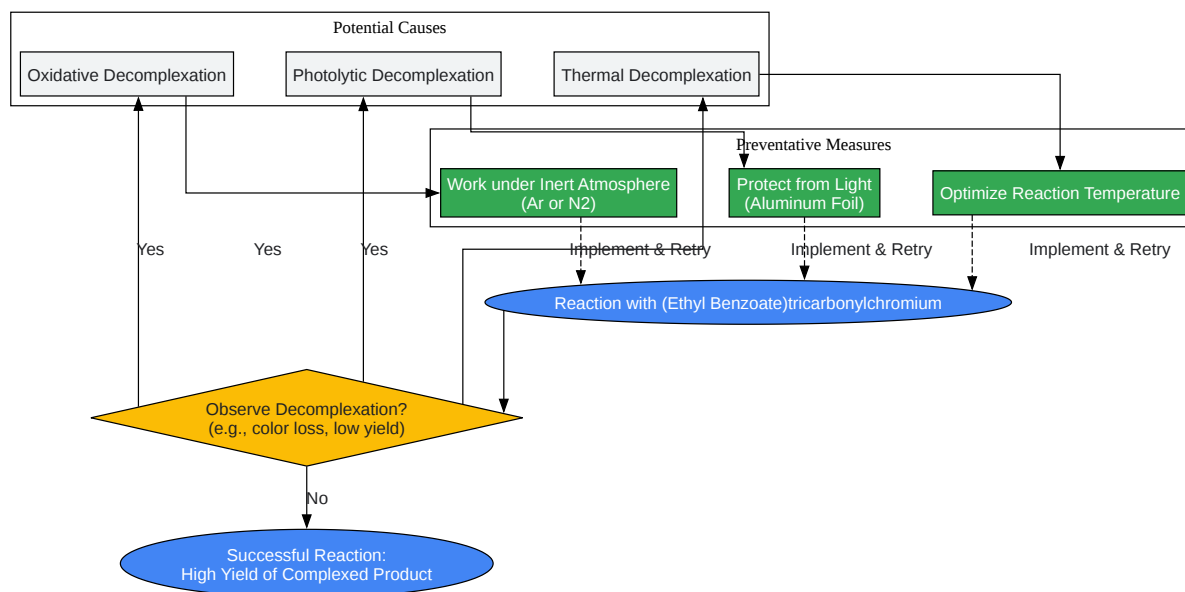 Potential Causes
Oxidative Decomplexation
Photolytic Decomplexation
Thermal Decomplexation
Preventative Measures
Work under Inert Atmosphere
(Ar or N2)
Protect from Light
(Aluminum Foil)
Optimize Reaction Temperature
Yes
Yes
Yes
Implement & Retry
Implement & Retry
Implement & Retry
Reaction with (Ethyl Benzoate)tricarbonylchromium
Observe Decomplexation?
(e.g., color loss, low yield)
No
Successful Reaction:
High Yield of Complexed Product